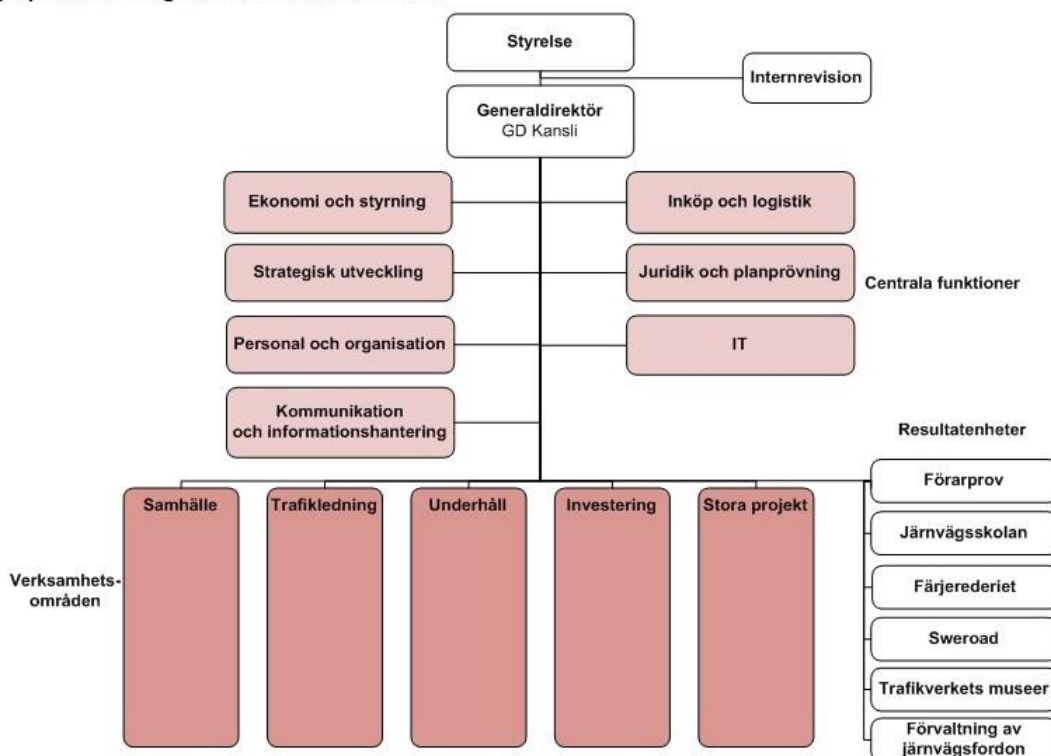 Styrelse
Internrevision
Generaldirektör
GD Kansli
Ekonomi och styrning
Inköp och logistik
Strategisk utveckling
Juridik och planprövning
Centrala funktioner
Personal och organisation
IT
Kommunikation
och informationshantering
Resultatenheter
Samhälle
Trafikledning
Underhåll
Investering
Stora projekt
Förarprov
Järnvägsskolan
Verksamhets-
områden
Färjerederiet
Sweroad
Trafikverkets museer
Förvaltning av
järnvägsfordon